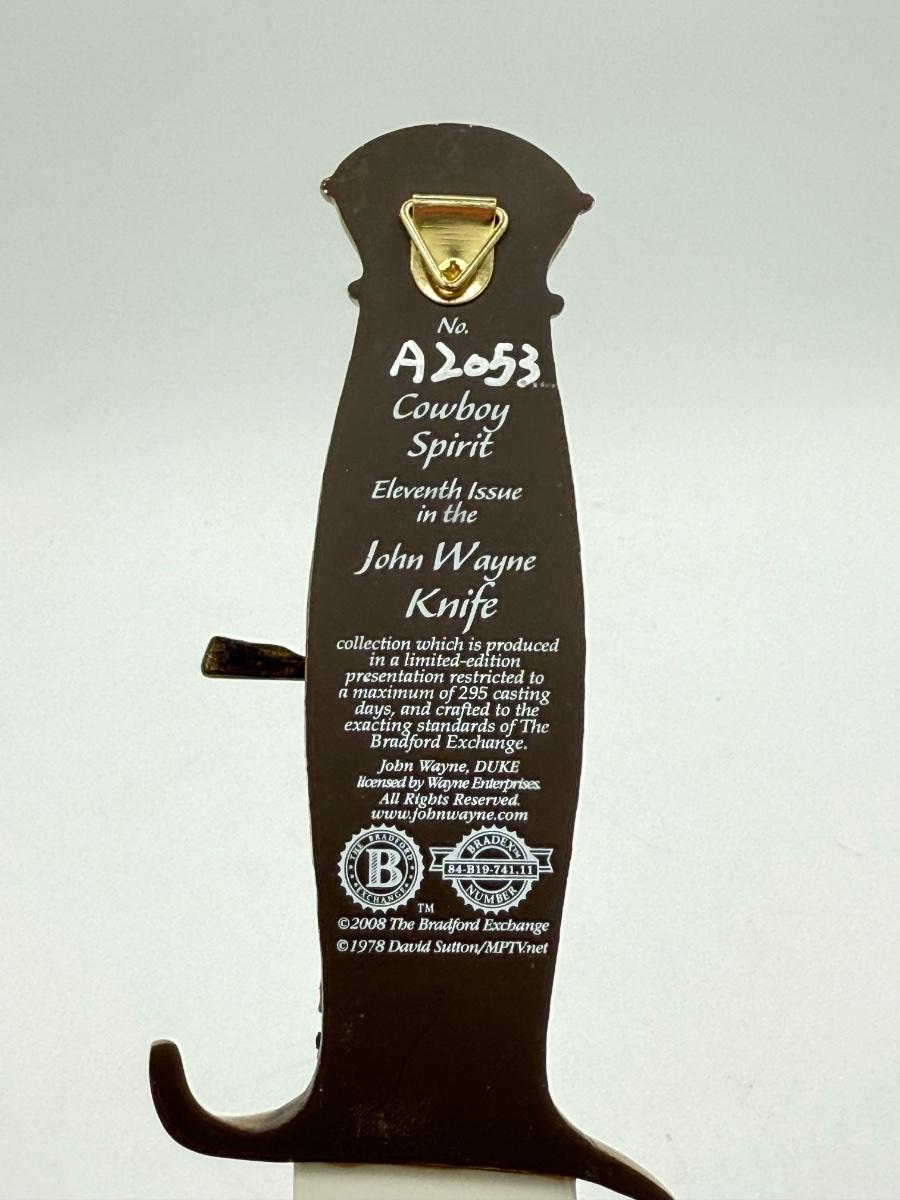 No.
A2053
Cowboy
Spirit
Eleventh Issue
in the
John Wayne
Knife
collection which is produced
in a limited-edition
presentation restricted to
a maximum of 295 casting
days, and crafted to the
exacting standards of The
Bradford Exchange.
John Wayne, DUKE
licensed by Wayne Enterprises.
All Rights Reserved.
www.johnwayne.com
THE BRADFORD
B
EXCHANGE
TM
BRADEX™
84-B19-741.11
NUMBER
©2008 The Bradford Exchange
©1978 David Sutton/MPTV.net